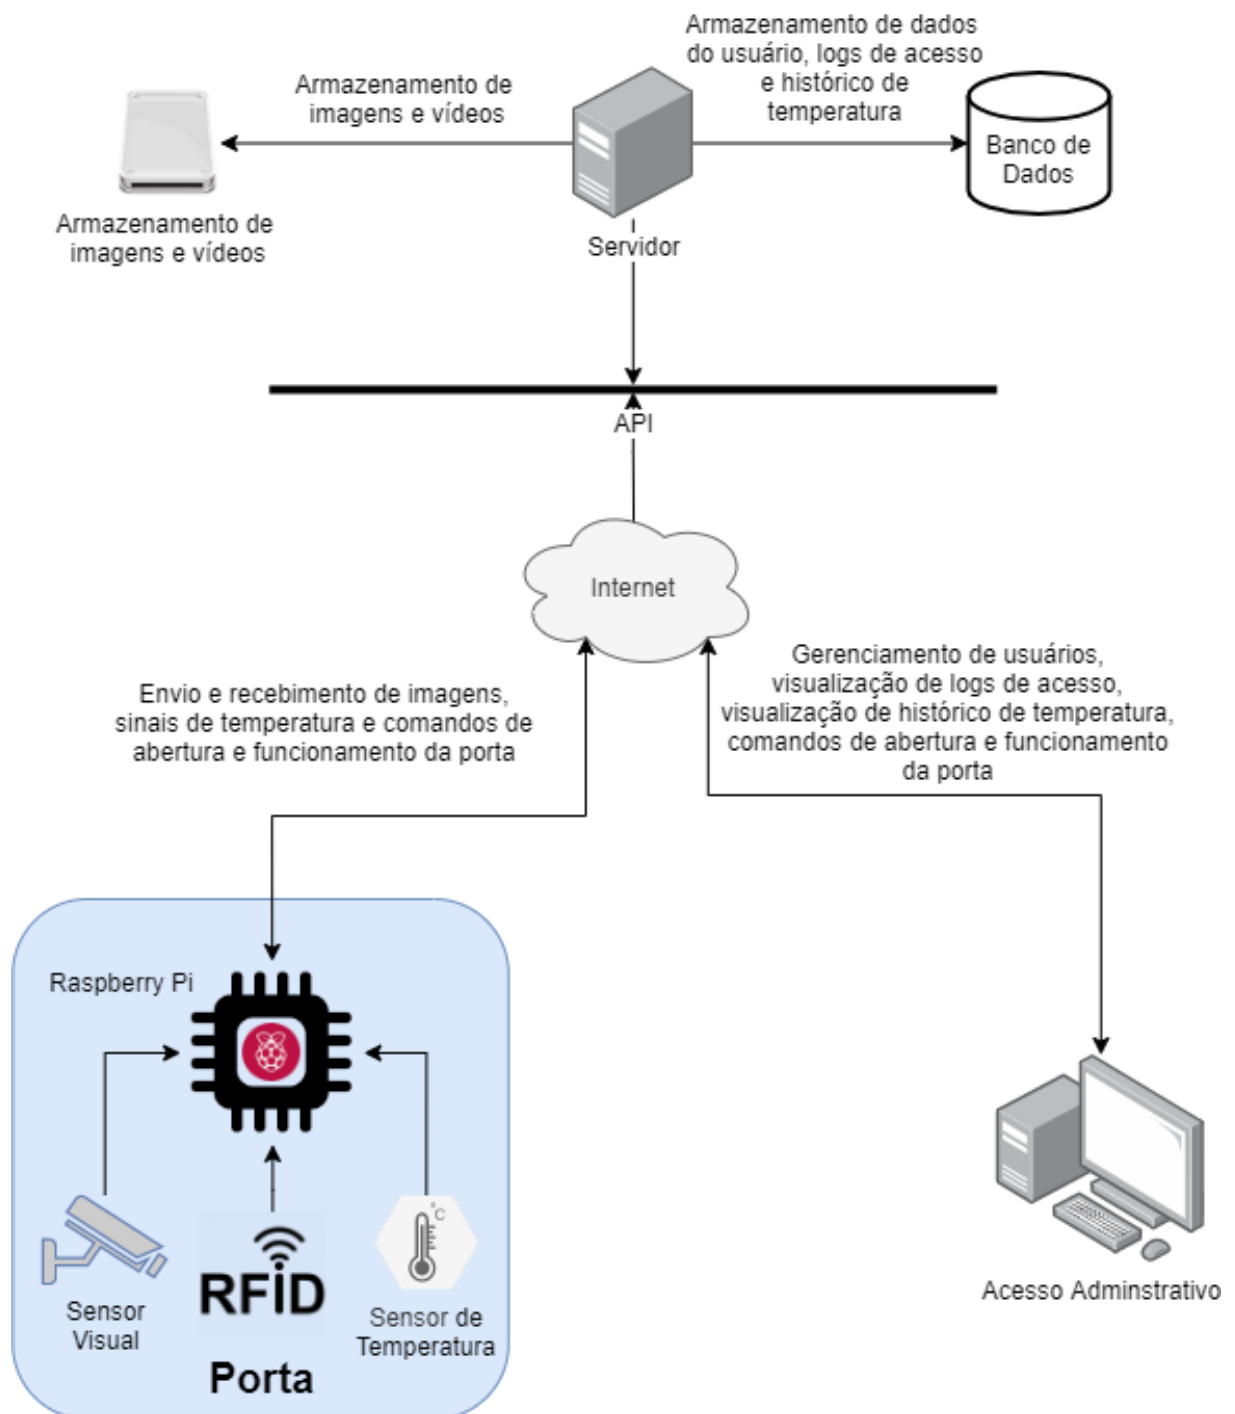 Armazenamento de dados
do usuário, logs de acesso
e histórico de
temperatura
Armazenamento de
imagens e vídeos
Banco de
Dados
Armazenamento de
imagens e vídeos
Servidor
API
Internet
Envio e recebimento de imagens,
sinais de temperatura e comandos de
abertura e funcionamento da porta
Gerenciamento de usuários,
visualização de logs de acesso,
visualização de histórico de temperatura,
comandos de abertura e funcionamento
da porta
Raspberry Pi
°C
RFiD
Sensor
Visual
Sensor de
Temperatura
Porta
Acesso Adminstrativo